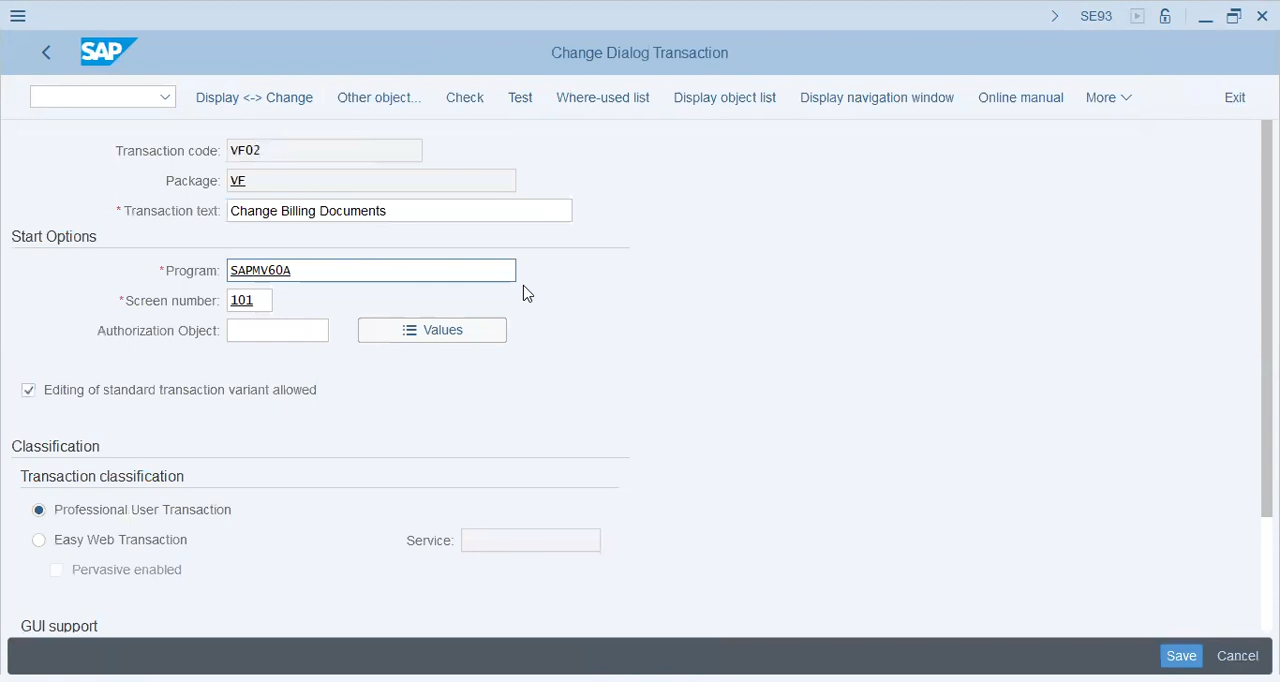 SE93
SAP Change Dialog Transaction
Display <-> Change Other object... Check Test Where-used list Display object list Display navigation window Online manual More Exit
Transaction code: VF02
Package: VF
* Transaction text: Change Billing Documents
Start Options
*Program: SAPMV60A
*Screen number: 101
Authorization Object: Values
Editing of standard transaction variant allowed
Classification
Transaction classification
Professional User Transaction
Easy Web Transaction Service:
Pervasive enabled
GUI support
Save Cancel